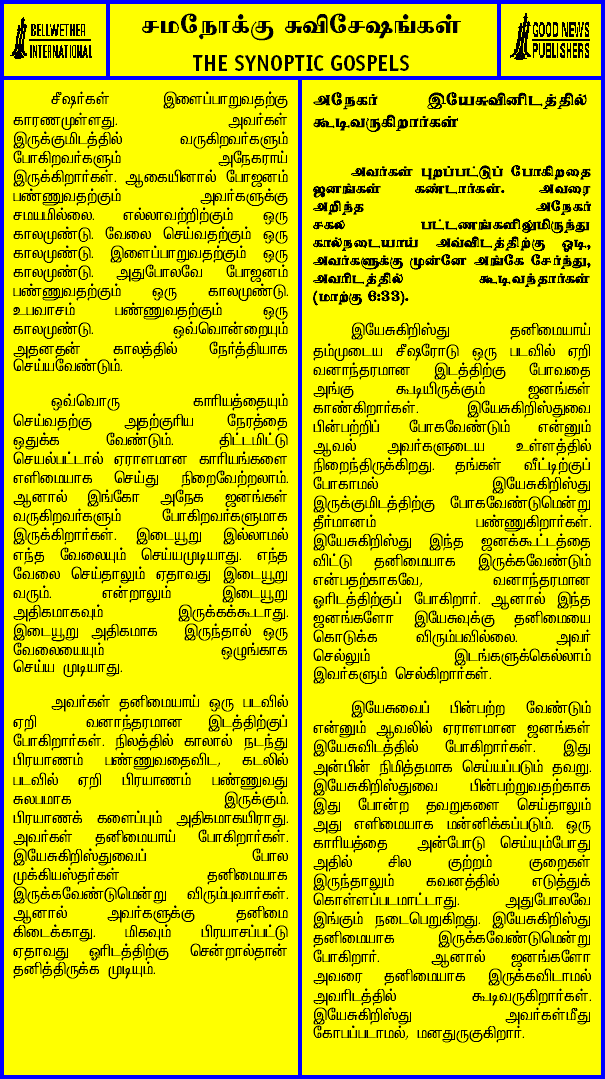 BELLWETHER
INTERNATIONAL
சமநோக்கு சுவிசேஷங்கள்
THE SYNOPTIC GOSPELS
GOOD NEWS
PUBLISHERS
சீஷர்கள் இளைப்பாறுவதற்கு
காரணமுள்ளது. அவர்கள்
இருக்குமிடத்தில் வருகிறவர்களும்
போகிறவர்களும் அநேகராய்
இருக்கிறார்கள். ஆகையினால் போஜனம்
பண்ணுவதற்கும் அவர்களுக்கு
சமயமில்லை. எல்லாவற்றிற்கும் ஒரு
காலமுண்டு. வேலை செய்வதற்கும் ஒரு
காலமுண்டு. இளைப்பாறுவதற்கும் ஒரு
காலமுண்டு. அதுபோலவே போஜனம்
பண்ணுவதற்கும் ஒரு காலமுண்டு.
உபவாசம் பண்ணுவதற்கும் ஒரு
காலமுண்டு. ஒவ்வொன்றையும்
அதனதன் காலத்தில் நேர்த்தியாக
செய்யவேண்டும்.
ஒவ்வொரு காரியத்தையும்
செய்வதற்கு அதற்குரிய நேரத்தை
ஒதுக்க வேண்டும். திட்டமிட்டு
செயல்பட்டால் ஏராளமான காரியங்களை
எளிமையாக செய்து நிறைவேற்றலாம்.
ஆனால் இங்கோ அநேக ஜனங்கள்
வருகிறவர்களும் போகிறவர்களுமாக
இருக்கிறார்கள். இடையூறு இல்லாமல்
எந்த வேலையும் செய்யமுடியாது. எந்த
வேலை செய்தாலும் ஏதாவது இடையூறு
வரும். என்றாலும் இடையூறு
அதிகமாகவும் இருக்கக்கூடாது.
இடையூறு அதிகமாக இருந்தால் ஒரு
வேலையையும் ஒழுங்காக
செய்ய முடியாது.
அவர்கள் தனிமையாய் ஒரு படவில்
ஏறி வனாந்தரமான இடத்திற்குப்
போகிறார்கள். நிலத்தில் காலால் நடந்து
பிரயாணம் பண்ணுவதைவிட, கடலில்
படவில் ஏறி பிரயாணம் பண்ணுவது
சுலபமாக இருக்கும்.
பிரயாணக் களைப்பும் அதிகமாகயிராது.
அவர்கள் தனிமையாய் போகிறார்கள்.
இயேசுகிறிஸ்துவைப் போல
முக்கியஸ்தர்கள் தனிமையாக
இருக்கவேண்டுமென்று விரும்புவார்கள்.
ஆனால் அவர்களுக்கு தனிமை
கிடைக்காது. மிகவும் பிரயாசப்பட்டு
ஏதாவது ஓரிடத்திற்கு சென்றால்தான்
தனித்திருக்க முடியும்.
அநேகர் இயேசுவினிடத்தில்
கூடிவருகிறார்கள்
அவர்கள் புறப்பட்டுப் போகிறதை
ஜனங்கள் கண்டார்கள். அவரை
அறிந்த அநேகர்
சகல பட்டணங்களிலுமிருந்து
கால்நடையாய் அவ்விடத்திற்கு ஓடி,
அவர்களுக்கு முன்னே அங்கே சேர்ந்து,
அவரிடத்தில் கூடிவந்தார்கள்
(மாற்கு 6:33).
இயேசுகிறிஸ்து தனிமையாய்
தம்முடைய சீஷரோடு ஒரு படவில் ஏறி
வனாந்தரமான இடத்திற்கு போவதை
அங்கு கூடியிருக்கும் ஜனங்கள்
காண்கிறார்கள். இயேசுகிறிஸ்துவை
பின்பற்றிப் போகவேண்டும் என்னும்
ஆவல் அவர்களுடைய உள்ளத்தில்
நிறைந்திருக்கிறது. தங்கள் வீட்டிற்குப்
போகாமல் இயேசுகிறிஸ்து
இருக்குமிடத்திற்கு போகவேண்டுமென்று
தீர்மானம் பண்ணுகிறார்கள்.
இயேசுகிறிஸ்து இந்த ஜனக்கூட்டத்தை
விட்டு தனிமையாக இருக்கவேண்டும்
என்பதற்காகவே, வனாந்தரமான
ஓரிடத்திற்குப் போகிறார். ஆனால் இந்த
ஜனங்களோ இயேசுவுக்கு தனிமையை
கொடுக்க விரும்பவில்லை. அவர்
செல்லும் இடங்களுக்கெல்லாம்
இவர்களும் செல்கிறார்கள்.
இயேசுவைப் பின்பற்ற வேண்டும்
என்னும் ஆவலில் ஏராளமான ஜனங்கள்
இயேசுவிடத்தில் போகிறார்கள். இது
அன்பின் நிமித்தமாக செய்யப்படும் தவறு.
இயேசுகிறிஸ்துவை பின்பற்றுவதற்காக
இது போன்ற தவறுகளை செய்தாலும்
அது எளிமையாக மன்னிக்கப்படும். ஒரு
காரியத்தை அன்போடு செய்யும்போது
அதில் சில குற்றம் குறைகள்
இருந்தாலும் கவனத்தில் எடுத்துக்
கொள்ளப்படமாட்டாது. அதுபோலவே
இங்கும் நடைபெறுகிறது. இயேசுகிறிஸ்து
தனிமையாக இருக்கவேண்டுமென்று
போகிறார். ஆனால் ஜனங்களோ
அவரை தனிமையாக இருக்கவிடாமல்
அவரிடத்தில் கூடிவருகிறார்கள்.
இயேசுகிறிஸ்து அவர்கள்மீது
கோபப்படாமல், மனதுருகுகிறார்.